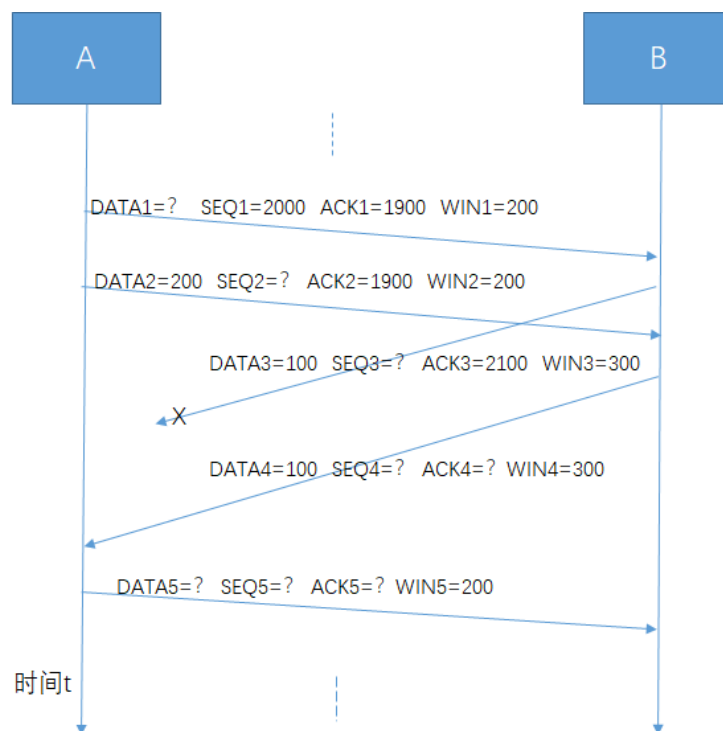 A
B
DATA1=? SEQ1=2000 ACK1=1900 WIN1=200
DATA2=200 SEQ2=? ACK2=1900 WIN2=200
DATA3=100 SEQ3=? ACK3=2100 WIN3=300
X
DATA4=100 SEQ4=? ACK4=? WIN4=300
DATA5=? SEQ5=? ACK5=? WIN5=200
时间t